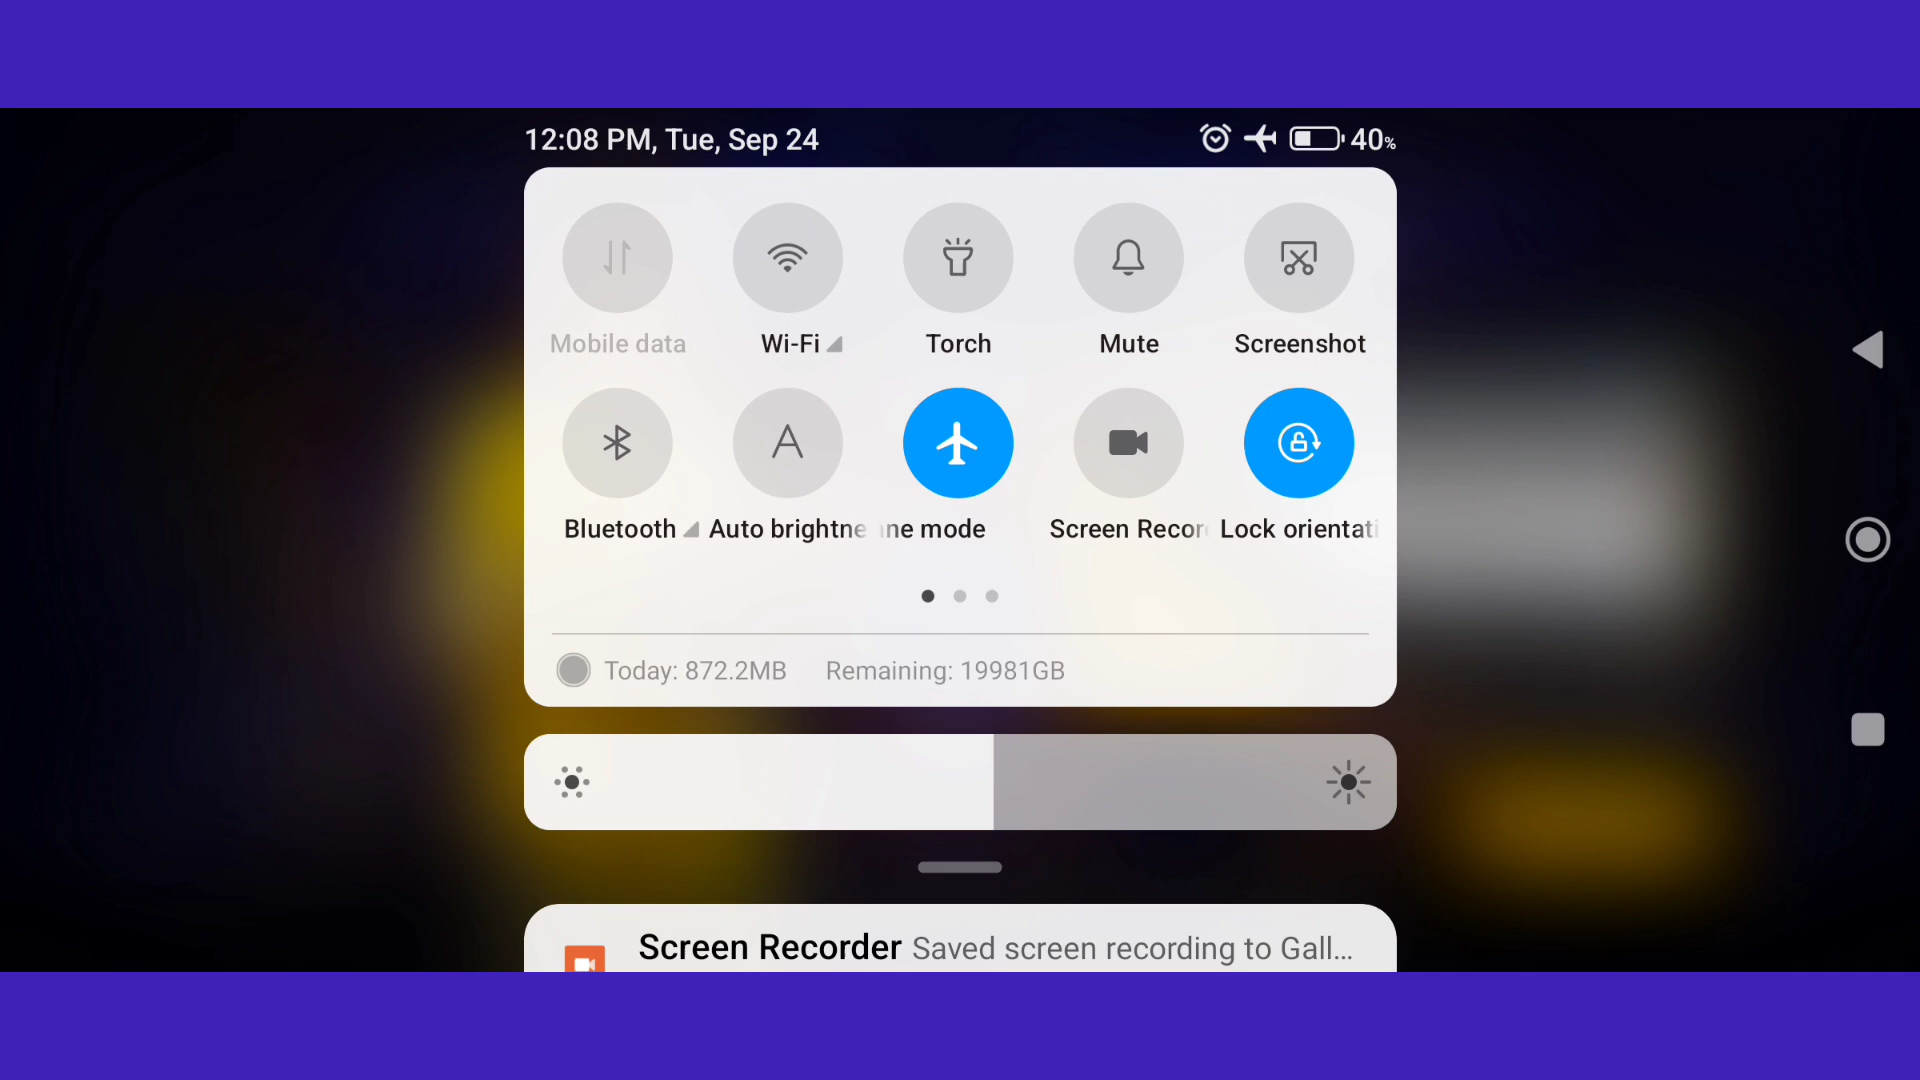 12:08 PM, Tue, Sep 24 40%
Mobile data Wi-Fi Torch Mute Screenshot
Bluetooth Auto brightne ne mode Screen Recor Lock orientati
Today: 872.2MB Remaining: 19981GB
Screen Recorder Saved screen recording to Gall...